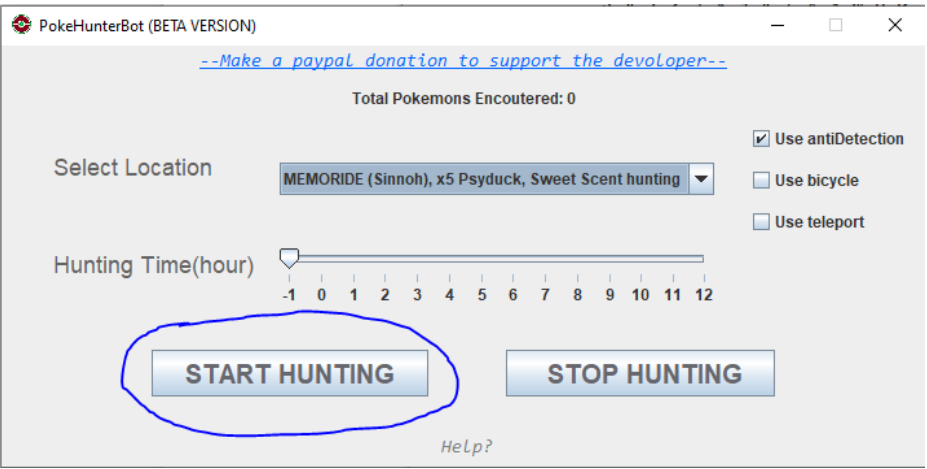 PokeHunterBot (BETA VERSION)
--Make a paypal donation to support the devoloper--
Total Pokemons Encoutered: 0
Use antiDetection
Select Location
MEMORIDE (Sinnoh), x5 Psyduck, Sweet Scent hunting
Use bicycle
Use teleport
Hunting Time(hour)
-1 0 1 2 3 4 5 6 7 8 9 10 11 12
START HUNTING
STOP HUNTING
Help?